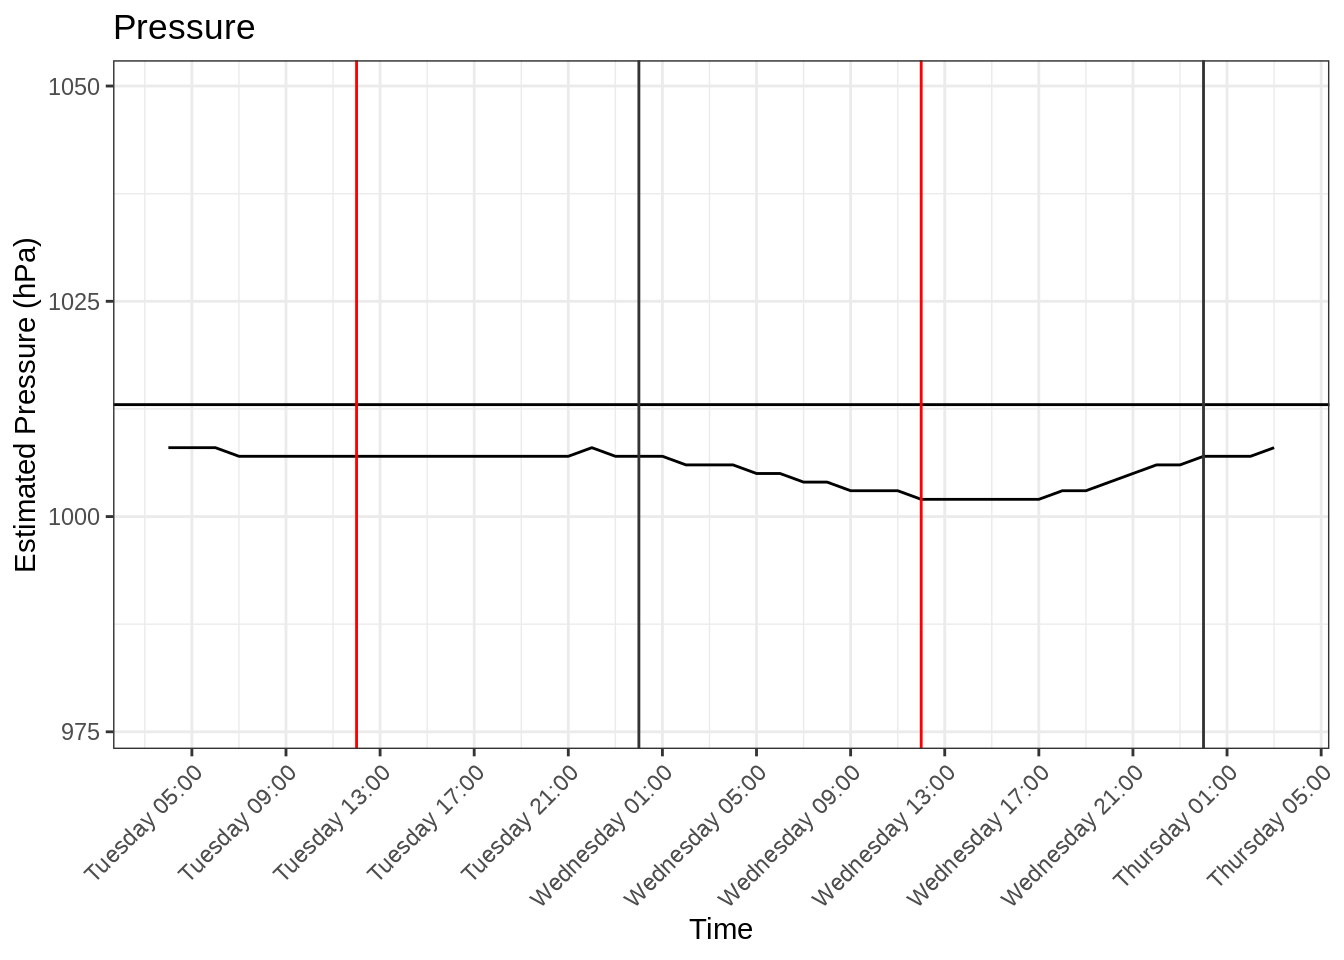 Pressure
Estimated Pressure (hPa)
1050
1025
1000
975
Tuesday 05:00
Tuesday 09:00
Tuesday 13:00
Tuesday 17:00
Tuesday 21:00
Wednesday 01:00
Wednesday 05:00
Wednesday 09:00
Wednesday 13:00
Wednesday 17:00
Wednesday 21:00
Thursday 01:00
Thursday 05:00
Time